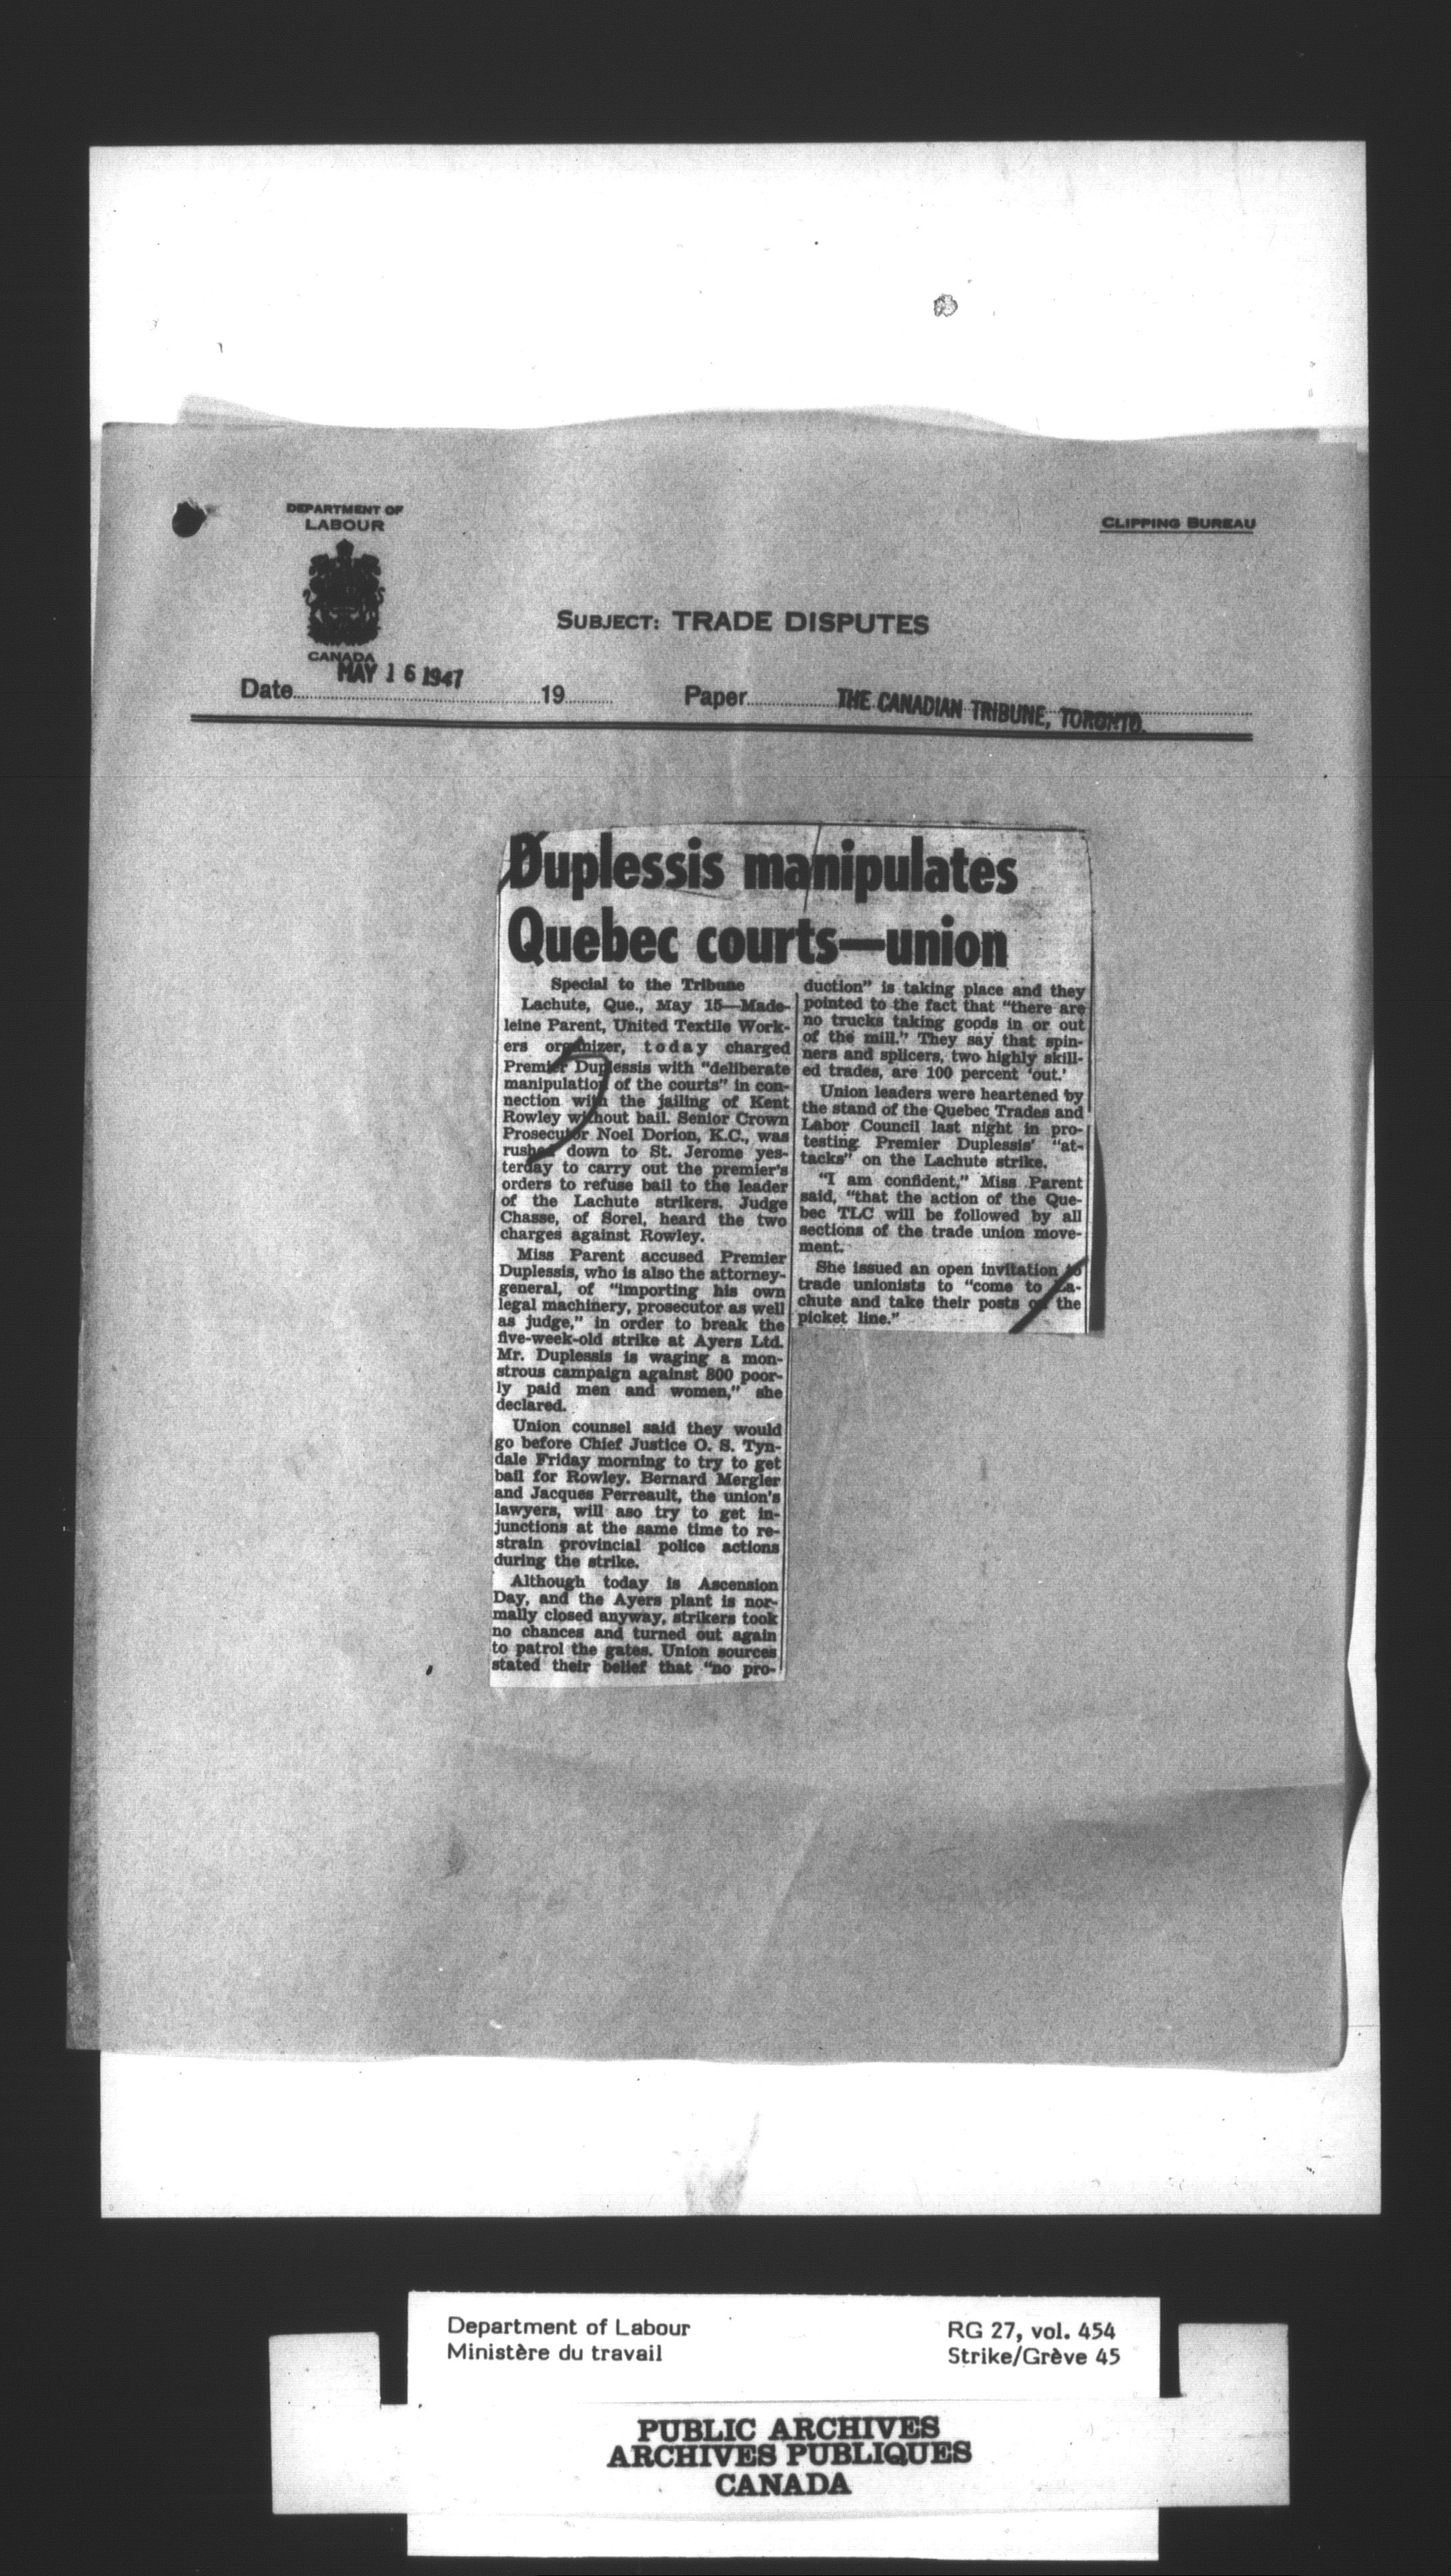 DEPARTMENT OF
LABOUR
CANADA
CLIPPING BUREAU
SUBJECT: TRADE DISPUTES
MAY 16 1947
Date 19 Paper THE CANADIAN TRIBUNE, TORONTO.
Duplessis manipulates
Quebec courts—union
Special to the Tribune
Lachute, Que., May 15—Made-
leine Parent, United Textile Work-
ers organizer, today charged
Premier Duplessis with "deliberate
manipulation of the courts" in con-
nection with the jailing of Kent
Rowley without bail. Senior Crown
Prosecutor Noel Dorion, K.C., was
rushed down to St. Jerome yes-
terday to carry out the premier's
orders to refuse bail to the leader
of the Lachute strikers. Judge
Chasse, of Sorel, heard the two
charges against Rowley.
Miss Parent accused Premier
Duplessis, who is also the attorney-
general, of "importing his own
legal machinery, prosecutor as well
as judge," in order to break the
five-week-old strike at Ayers Ltd.
Mr. Duplessis is waging a mon-
strous campaign against 800 poor-
ly paid men and women," she
declared.
Union counsel said they would
go before Chief Justice O. S. Tyn-
dale Friday morning to try to get
bail for Rowley. Bernard Mergler
and Jacques Perreault, the union's
lawyers, will aso try to get in-
junctions at the same time to re-
strain provincial police actions
during the strike.
Although today is Ascension
Day, and the Ayers plant is nor-
mally closed anyway, strikers took
no chances and turned out again
to patrol the gates. Union sources
stated their belief that "no pro-
duction" is taking place and they
pointed to the fact that "there are
no trucks taking goods in or out
of the mill." They say that spin-
ners and splicers, two highly skill-
ed trades, are 100 percent 'out.'
Union leaders were heartened by
the stand of the Quebec Trades and
Labor Council last night in pro-
testing Premier Duplessis' "at-
tacks" on the Lachute strike.
"I am confident," Miss Parent
said, "that the action of the Que-
bec TLC will be followed by all
sections of the trade union move-
ment.
She issued an open invitation to
trade unionists to "come to La-
chute and take their posts on the
picket line."
Department of Labour
Ministère du travail
RG 27, vol. 454
Strike/Grève 45
PUBLIC ARCHIVES
ARCHIVES PUBLIQUES
CANADA